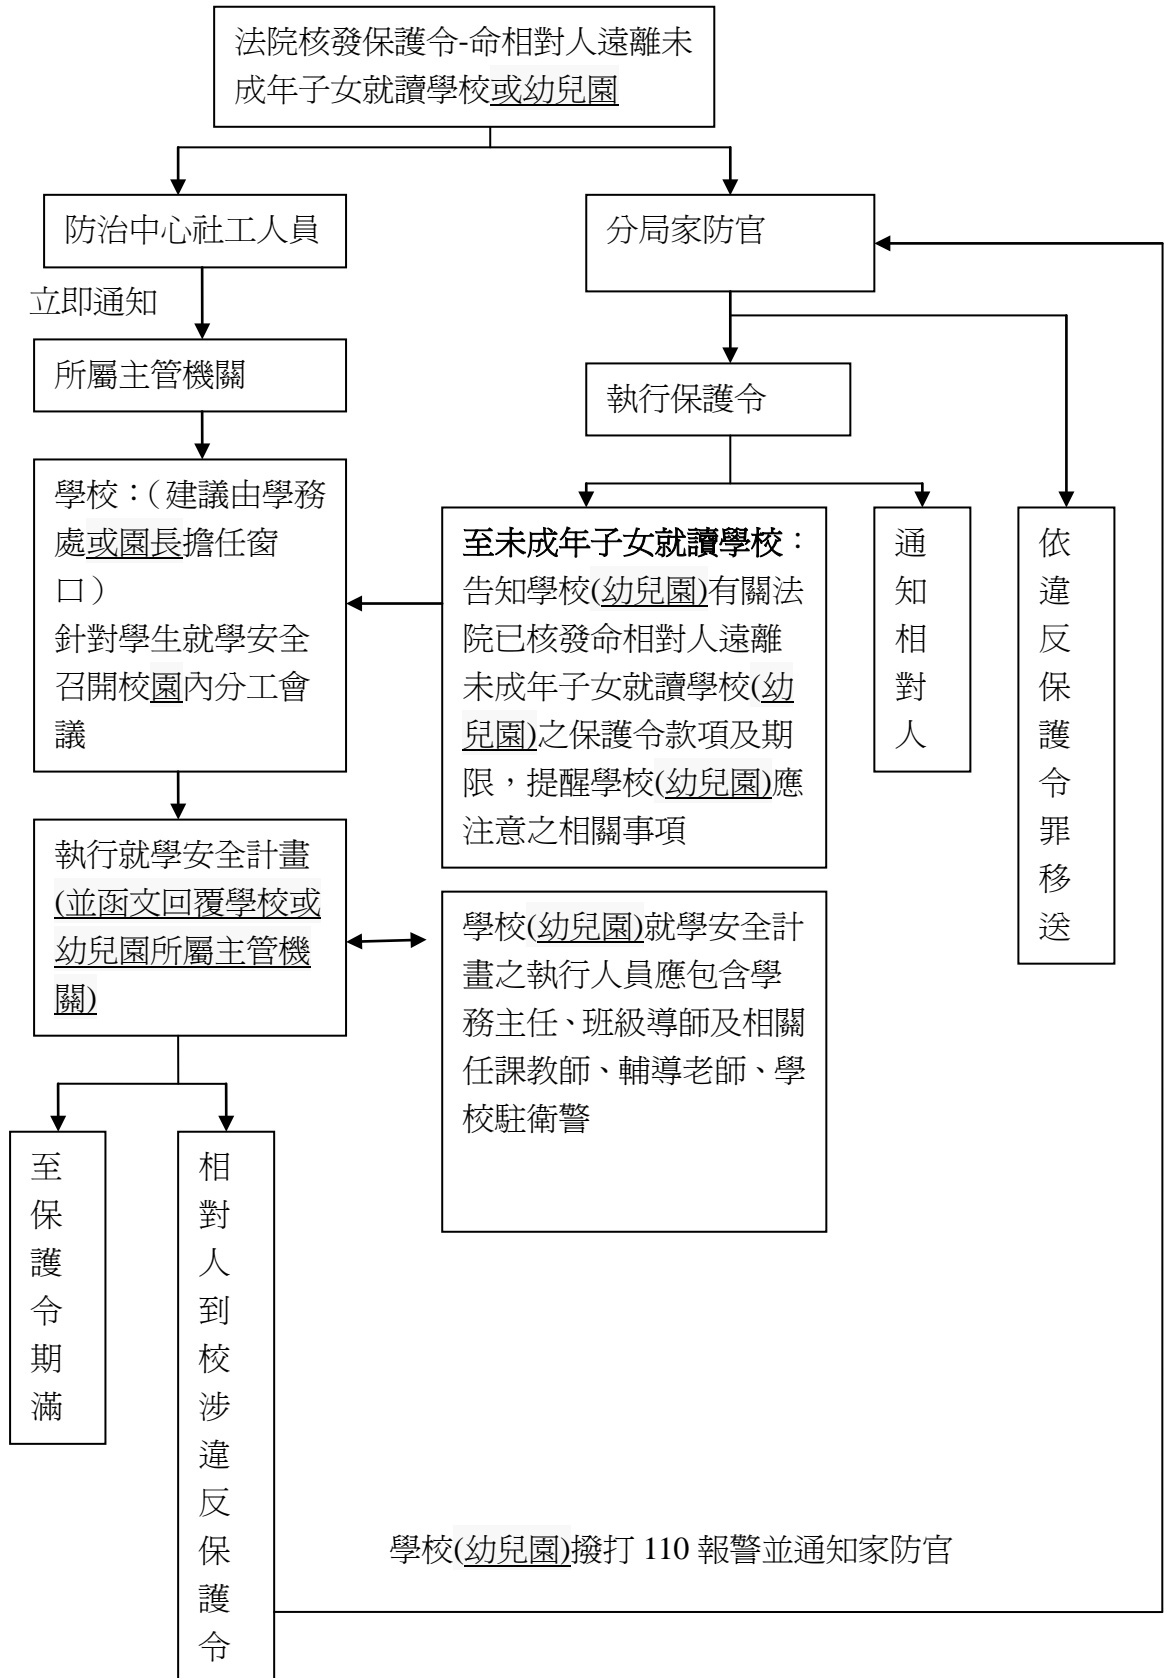 法院核發保護令-命相對人遠離未
成年子女就讀學校或幼兒園
防治中心社工人員
分局家防官
立即通知
所屬主管機關
執行保護令
學校：（建議由學務
處或園長擔任窗
口）
針對學生就學安全
召開校園內分工會
議
至未成年子女就讀學校：
告知學校(幼兒園)有關法
院已核發命相對人遠離
未成年子女就讀學校(幼
兒園)之保護令款項及期
限，提醒學校(幼兒園)應
注意之相關事項
通知相對人
依違反保護令罪移送
執行就學安全計畫
(並函文回覆學校或
幼兒園所屬主管機
關)
學校(幼兒園)就學安全計
畫之執行人員應包含學
務主任、班級導師及相關
任課教師、輔導老師、學
校駐衛警
至保護令期滿
相對人到校涉違反保護令
學校(幼兒園)撥打 110 報警並通知家防官